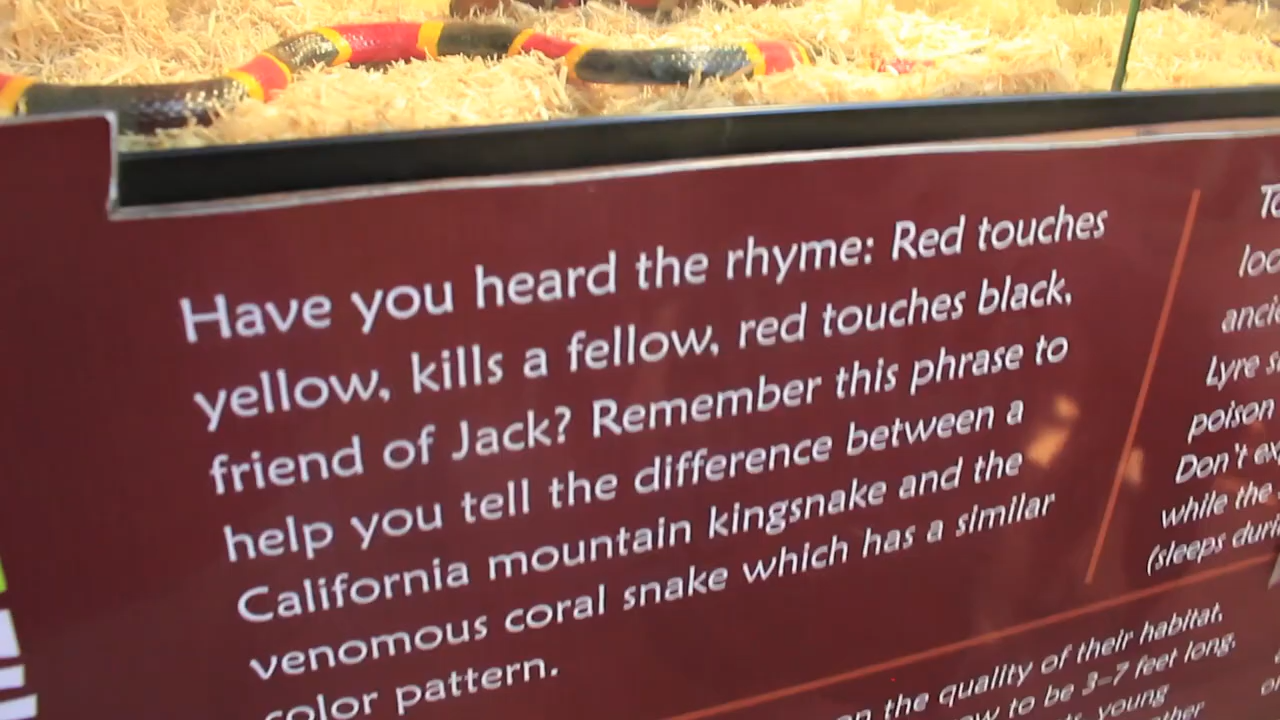 Have you heard the rhyme: Red touches
yellow, kills a fellow, red touches black,
friend of Jack? Remember this phrase to
help you tell the difference between a
California mountain kingsnake and the
venomous coral snake which has a similar
color pattern.
Lyre
poison
Don't
while the
(sleeps
the quality of their habitat.
to be 3–7 feet long.
young